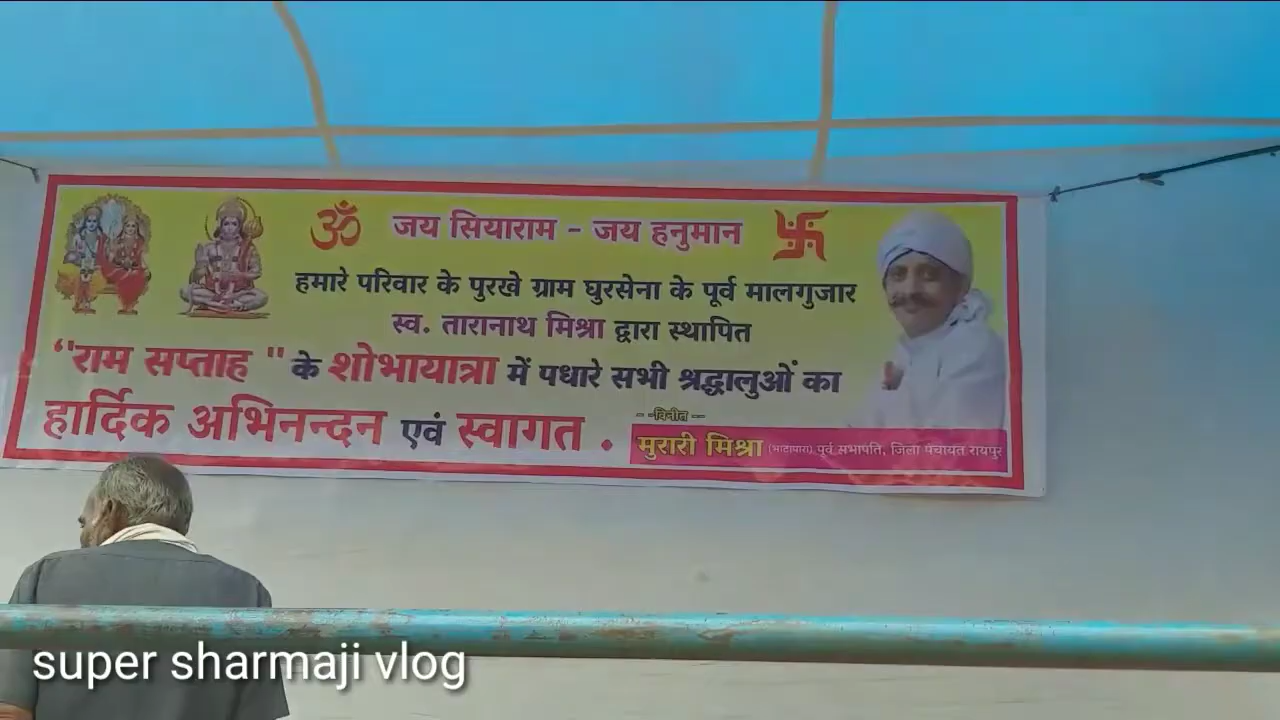 ॐ जय सियाराम - जय हनुमान 卐
हमारे परिवार के पुरखे ग्राम घुरसेना के पूर्व मालगुजार
स्व. तारानाथ मिश्रा द्वारा स्थापित
"राम सप्ताह " के शोभायात्रा में पधारे सभी श्रद्धालुओं का
हार्दिक अभिनन्दन एवं स्वागत .
- -विनीत --
मुरारी मिश्रा (भाटापारा) पूर्व सभापति, जिला पंचायत रायपुर
super sharmaji vlog